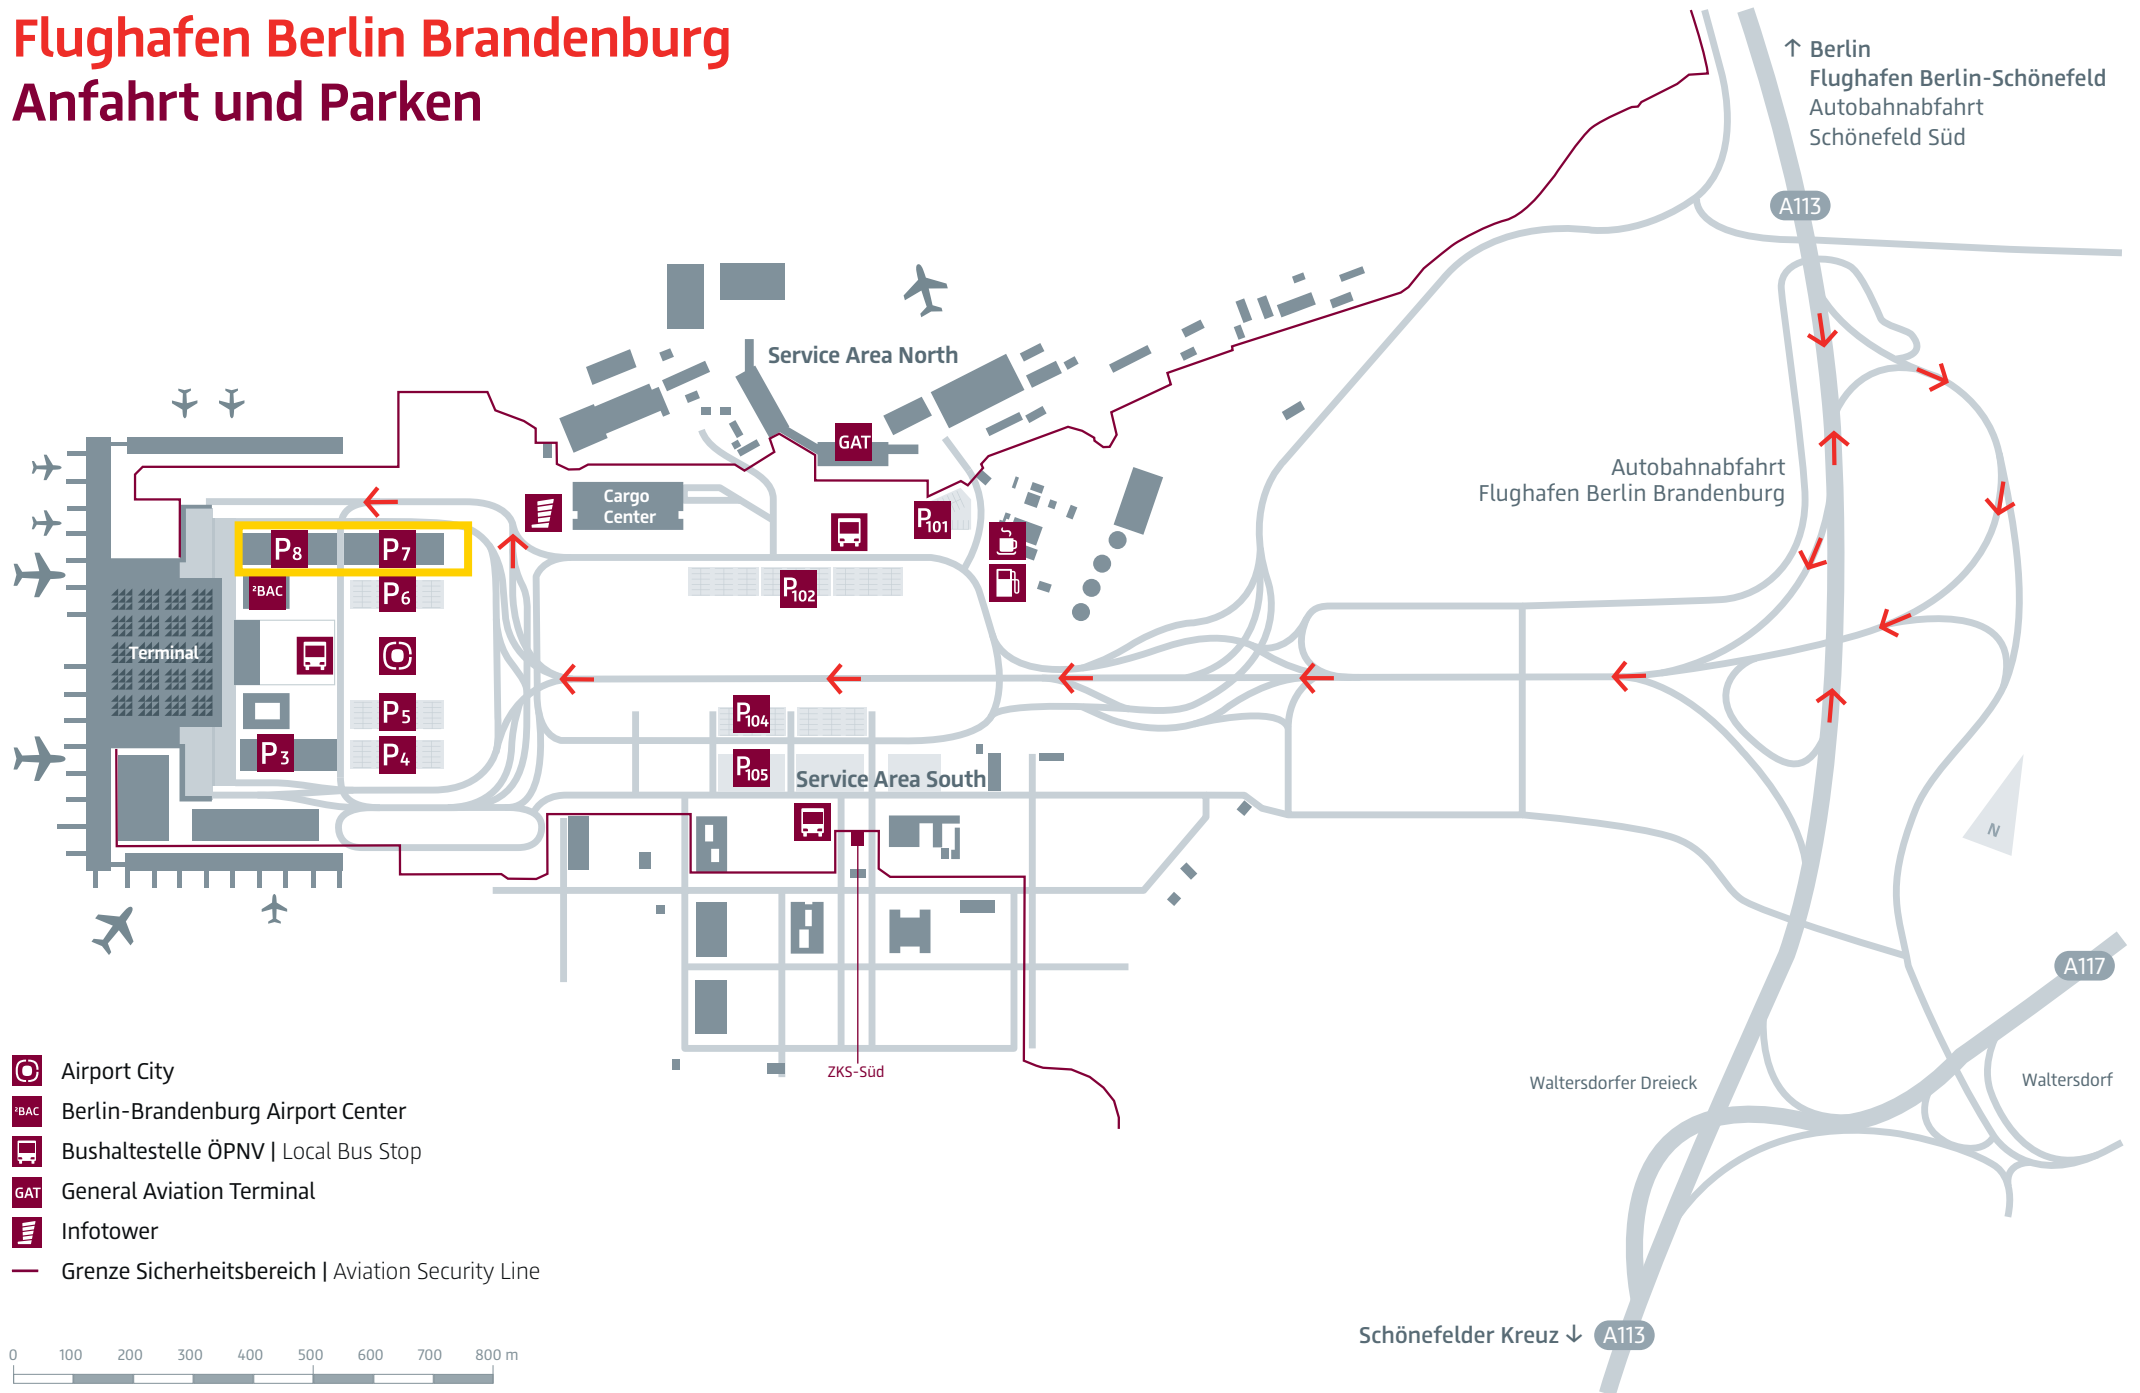 Flughafen Berlin Brandenburg
Anfahrt und Parken
↑ Berlin
Flughafen Berlin-Schönefeld
Autobahnabfahrt
Schönefeld Süd
A113
Service Area North
GAT
Cargo
Center
P101
P8
P7
²BAC
P6
P102
Terminal
P5
P104
P3
P4
P105
Service Area South
Autobahnabfahrt
Flughafen Berlin Brandenburg
N
A117
ZKS-Süd
Waltersdorfer Dreieck
Waltersdorf
Airport City
²BAC Berlin-Brandenburg Airport Center
Bushaltestelle ÖPNV | Local Bus Stop
GAT General Aviation Terminal
Infotower
Grenze Sicherheitsbereich | Aviation Security Line
Schönefelder Kreuz ↓ A113
0 100 200 300 400 500 600 700 800 m